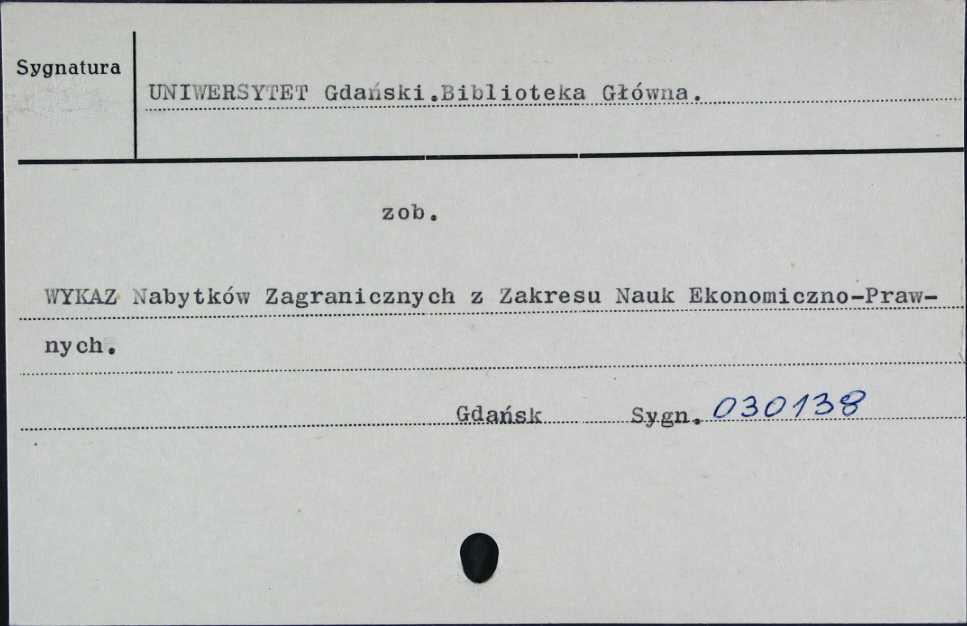 Sygnatura
UNIWERSYTET Gdański.Biblioteka Główna.
zob.
WYKAZ Nabytków Zagranicznych z Zakresu Nauk Ekonomiczno-Praw-
nych.
Gdańsk Sygn. 030138